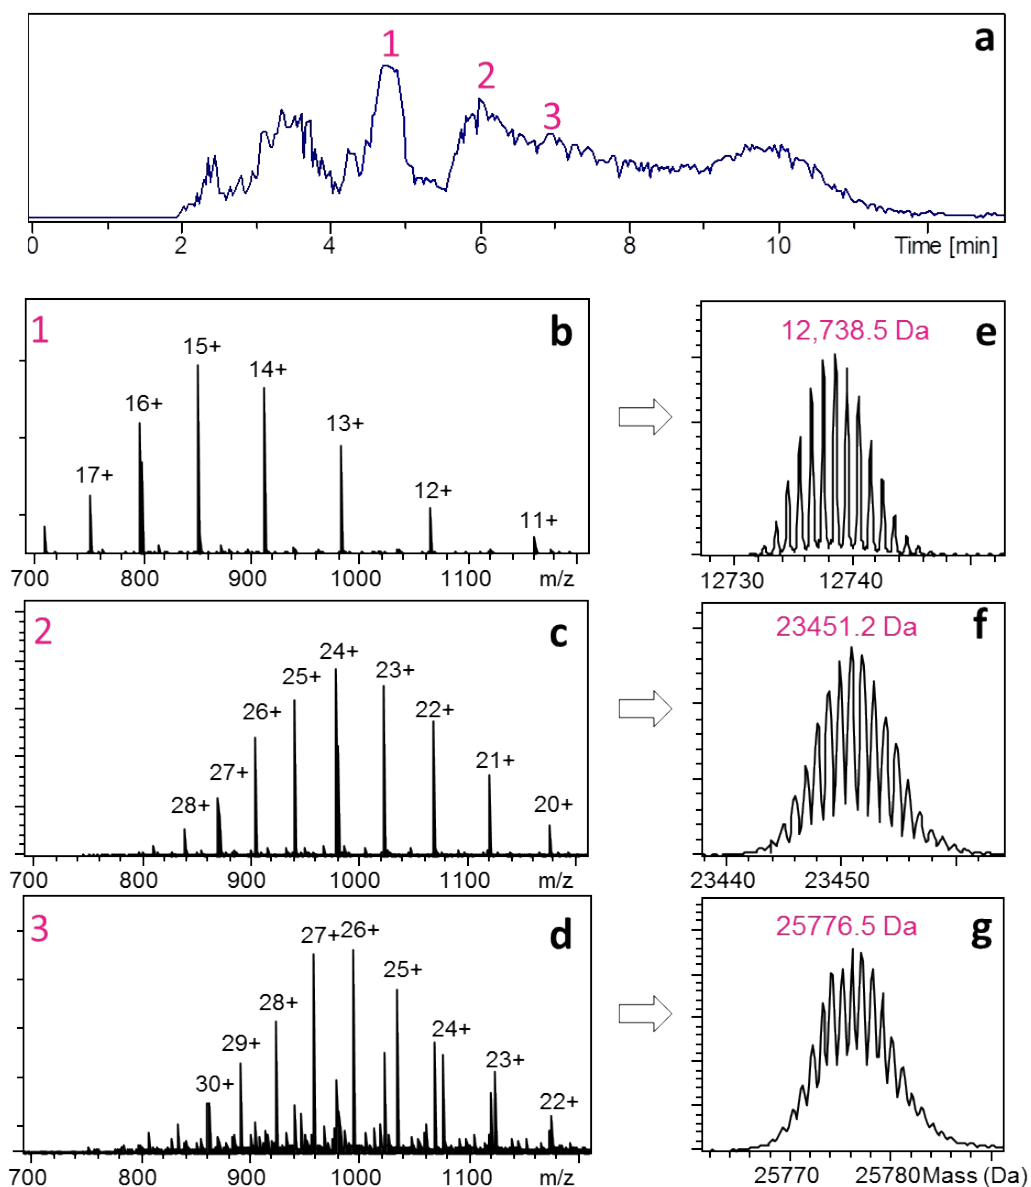 a
1
2
3
0 2 4 6 8 10 Time [min]
1
b
15+
14+
16+
13+
17+
12+
11+
700 800 900 1000 1100 m/z
12,738.5 Da
e
12730 12740
2
c
24+
25+
23+
26+
22+
27+
21+
28+
20+
700 800 900 1000 1100 m/z
23451.2 Da
f
23440 23450
3
d
27+ 26+
25+
28+
24+
29+
23+
30+
22+
700 800 900 1000 1100 m/z
25776.5 Da
g
25770 25780 Mass (Da)